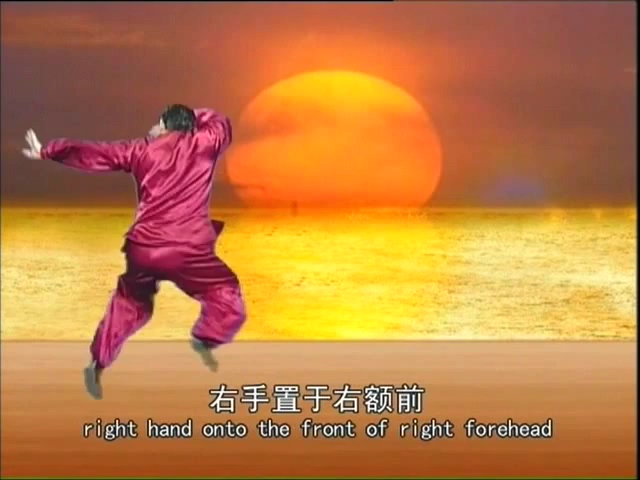 右手置于右额前
right hand onto the front of right forehead